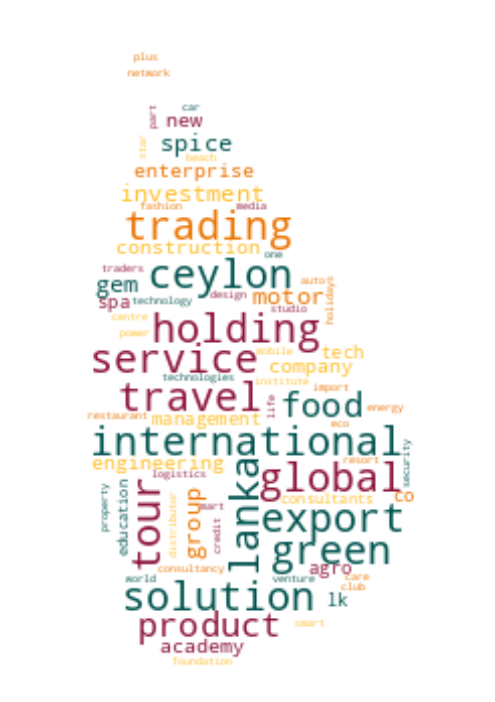 plus
network
car
part
new
star
spice
beach
enterprise
investment
fashion
media
trading
construction
one
traders
ceylon
gem
auto
holidays
spa
technology
design
motor
studio
centre
holding
power
service
mobile
tech
company
technologies
institute
import
travel
life
food
energy
restaurant
management
eco
international
security
engineering
lanka
resort
logistics
global
property
education
tour
distributor
group
mart
credit
consultants
co
export
green
consultancy
agro
world
venture
care
club
solution
lk
product
smart
academy
foundation